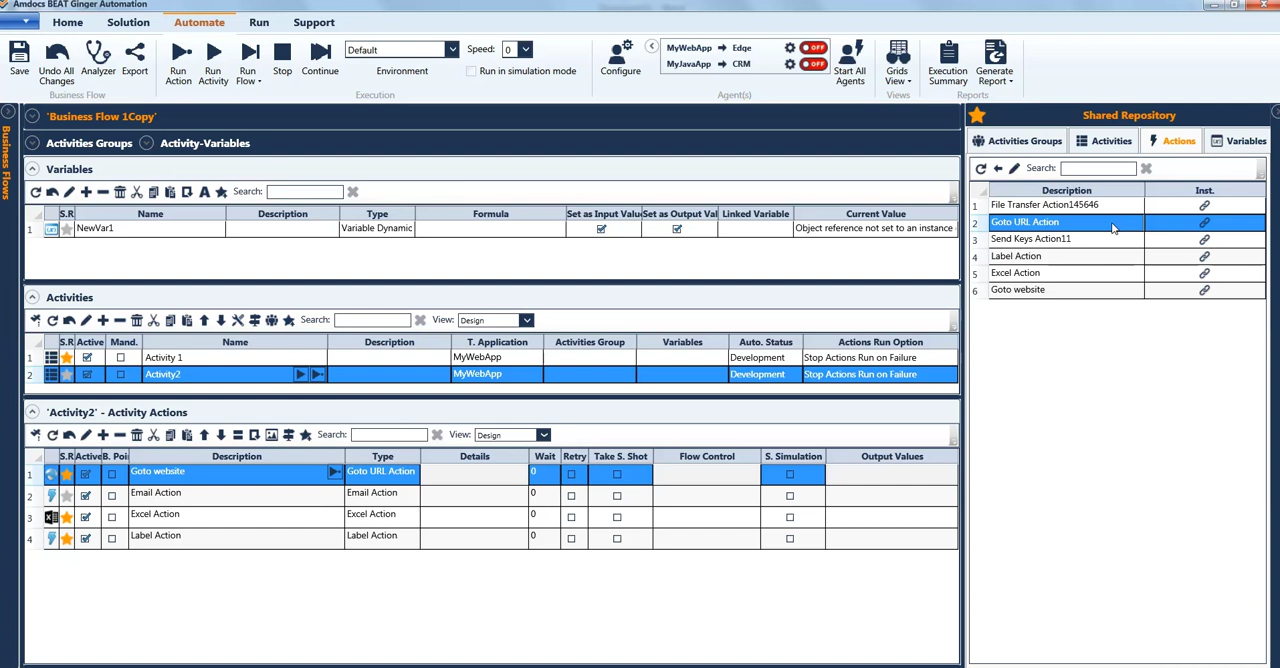 Amdocs BEAT Ginger Automation
Home Solution Automate Run Support
Save Undo All Changes Analyzer Export
Business Flow
Run Action Run Activity Run Flow Stop Continue
Default Speed: 0
Environment Run in simulation mode
Execution
Configure
MyWebApp Edge OFF
MyJavaApp CRM OFF
Start All Agents
Agent(s)
Grids View
Views
Execution Summary Generate Report
Reports
Business Flows
'Business Flow 1Copy'
Activities Groups Activity-Variables
Variables
A Search:
S.R Name Description Type Formula Set as Input Valu Set as Output Val Linked Variable Current Value
1 NewVar1 Variable Dynamic Object reference not set to an instance
Activities
Search: View: Design
S.R Active Mand. Name Description T. Application Activities Group Variables Auto. Status Actions Run Option
1 Activity 1 MyWebApp Development Stop Actions Run on Failure
2 Activity2 MyWebApp Development Stop Actions Run on Failure
'Activity2' - Activity Actions
Search: View: Design
S.R Active B. Poi Description Type Details Wait Retry Take S. Shot Flow Control S. Simulation Output Values
1 Goto website Goto URL Action 0
2 Email Action Email Action 0
3 Excel Action Excel Action 0
4 Label Action Label Action 0
Shared Repository
Activities Groups Activities Actions Variables
Search:
Description Inst.
1 File Transfer Action145646
2 Goto URL Action
3 Send Keys Action11
4 Label Action
5 Excel Action
6 Goto website